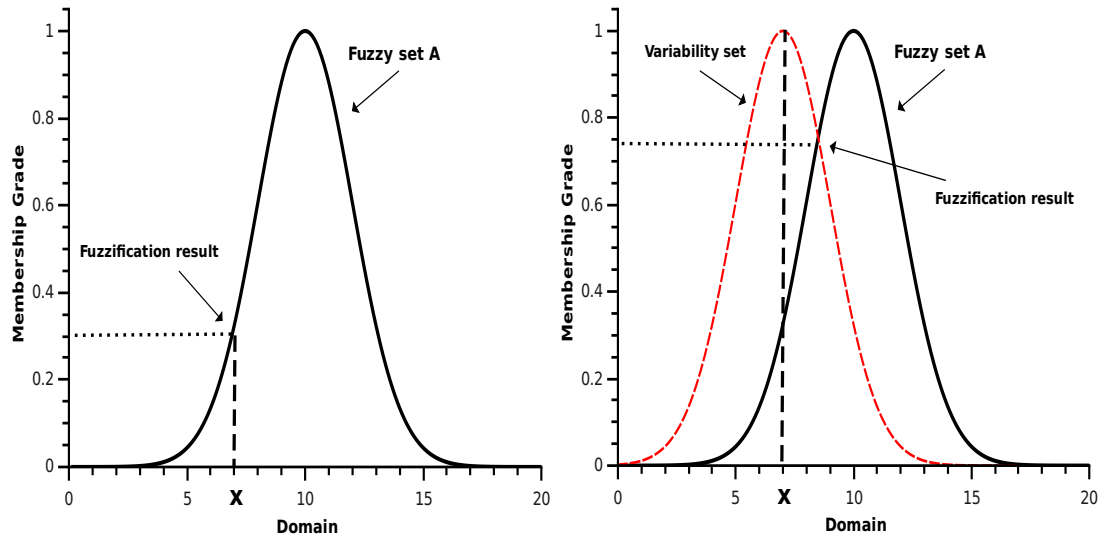 1
Fuzzy set A
0.8
Membership Grade
0.6
Fuzzification result
0.4
0.2
0
0
5
X
10
15
20
Domain
1
Variability set
Fuzzy set A
0.8
Membership Grade
0.6
Fuzzification result
0.4
0.2
0
0
5
X
10
15
20
Domain